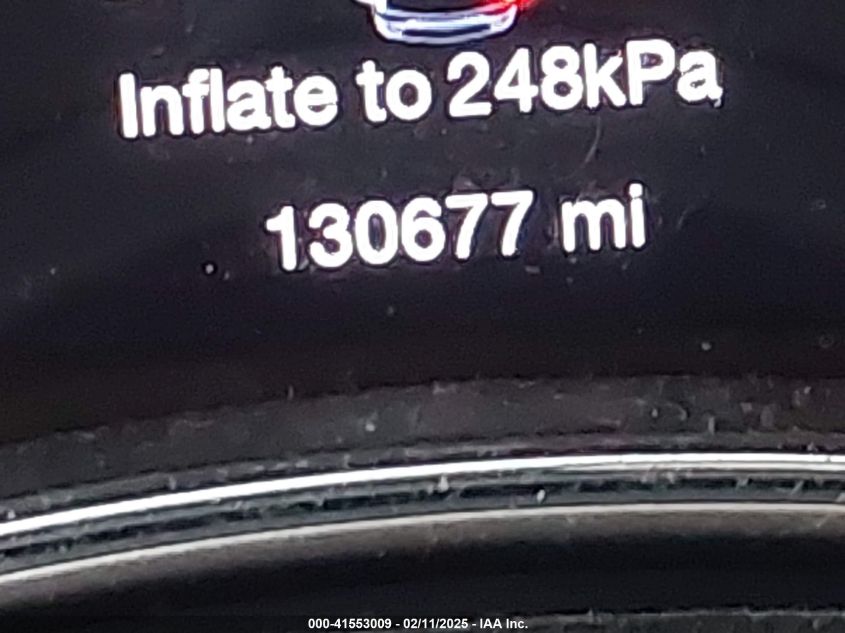 Inflate to 248kPa
130677 mi
000-41553009 - 02/11/2025 - IAA Inc.